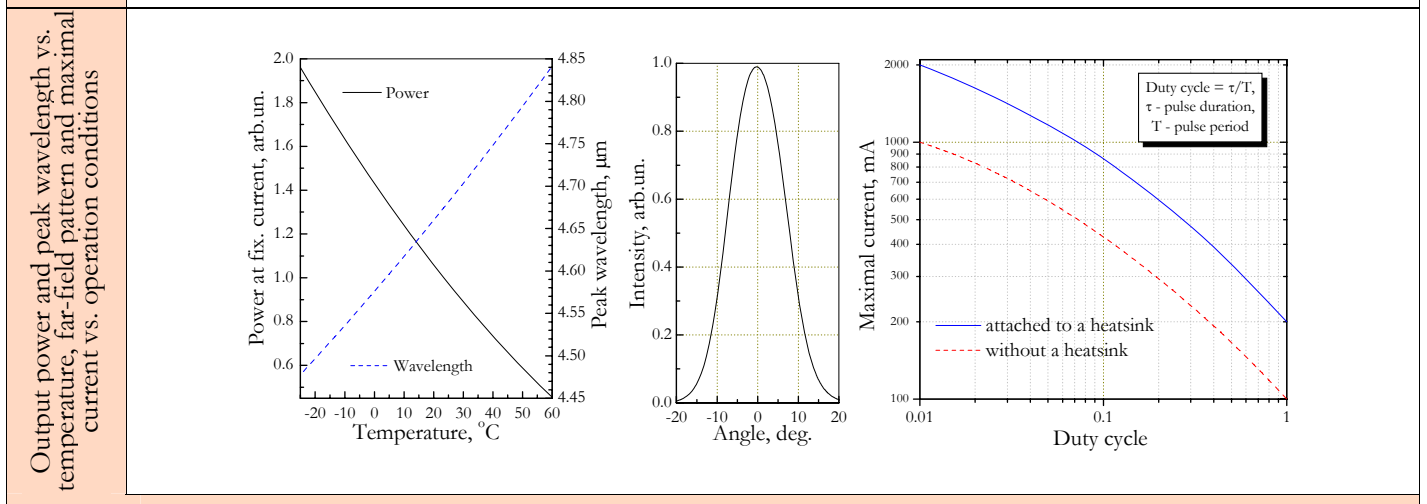 Output power and peak wavelength vs.
temperature, far-field pattern and maximal
current vs. operation conditions
Power at fix. current, arb.un.
2.0
1.8
1.6
1.4
1.2
1.0
0.8
0.6
Power
Wavelength
4.85
4.80
4.75
4.70
4.65
4.60
4.55
4.50
4.45
Peak wavelength, µm
-20 -10 0 10 20 30 40 50 60
Temperature, °C
Intensity, arb.un.
1.0
0.8
0.6
0.4
0.2
0.0
-20 -10 0 10 20
Angle, deg.
Maximal current, mA
2000
1000
900
800
700
600
500
400
300
200
100
Duty cycle = τ/T,
τ - pulse duration,
T - pulse period
attached to a heatsink
without a heatsink
0.01 0.1 1
Duty cycle